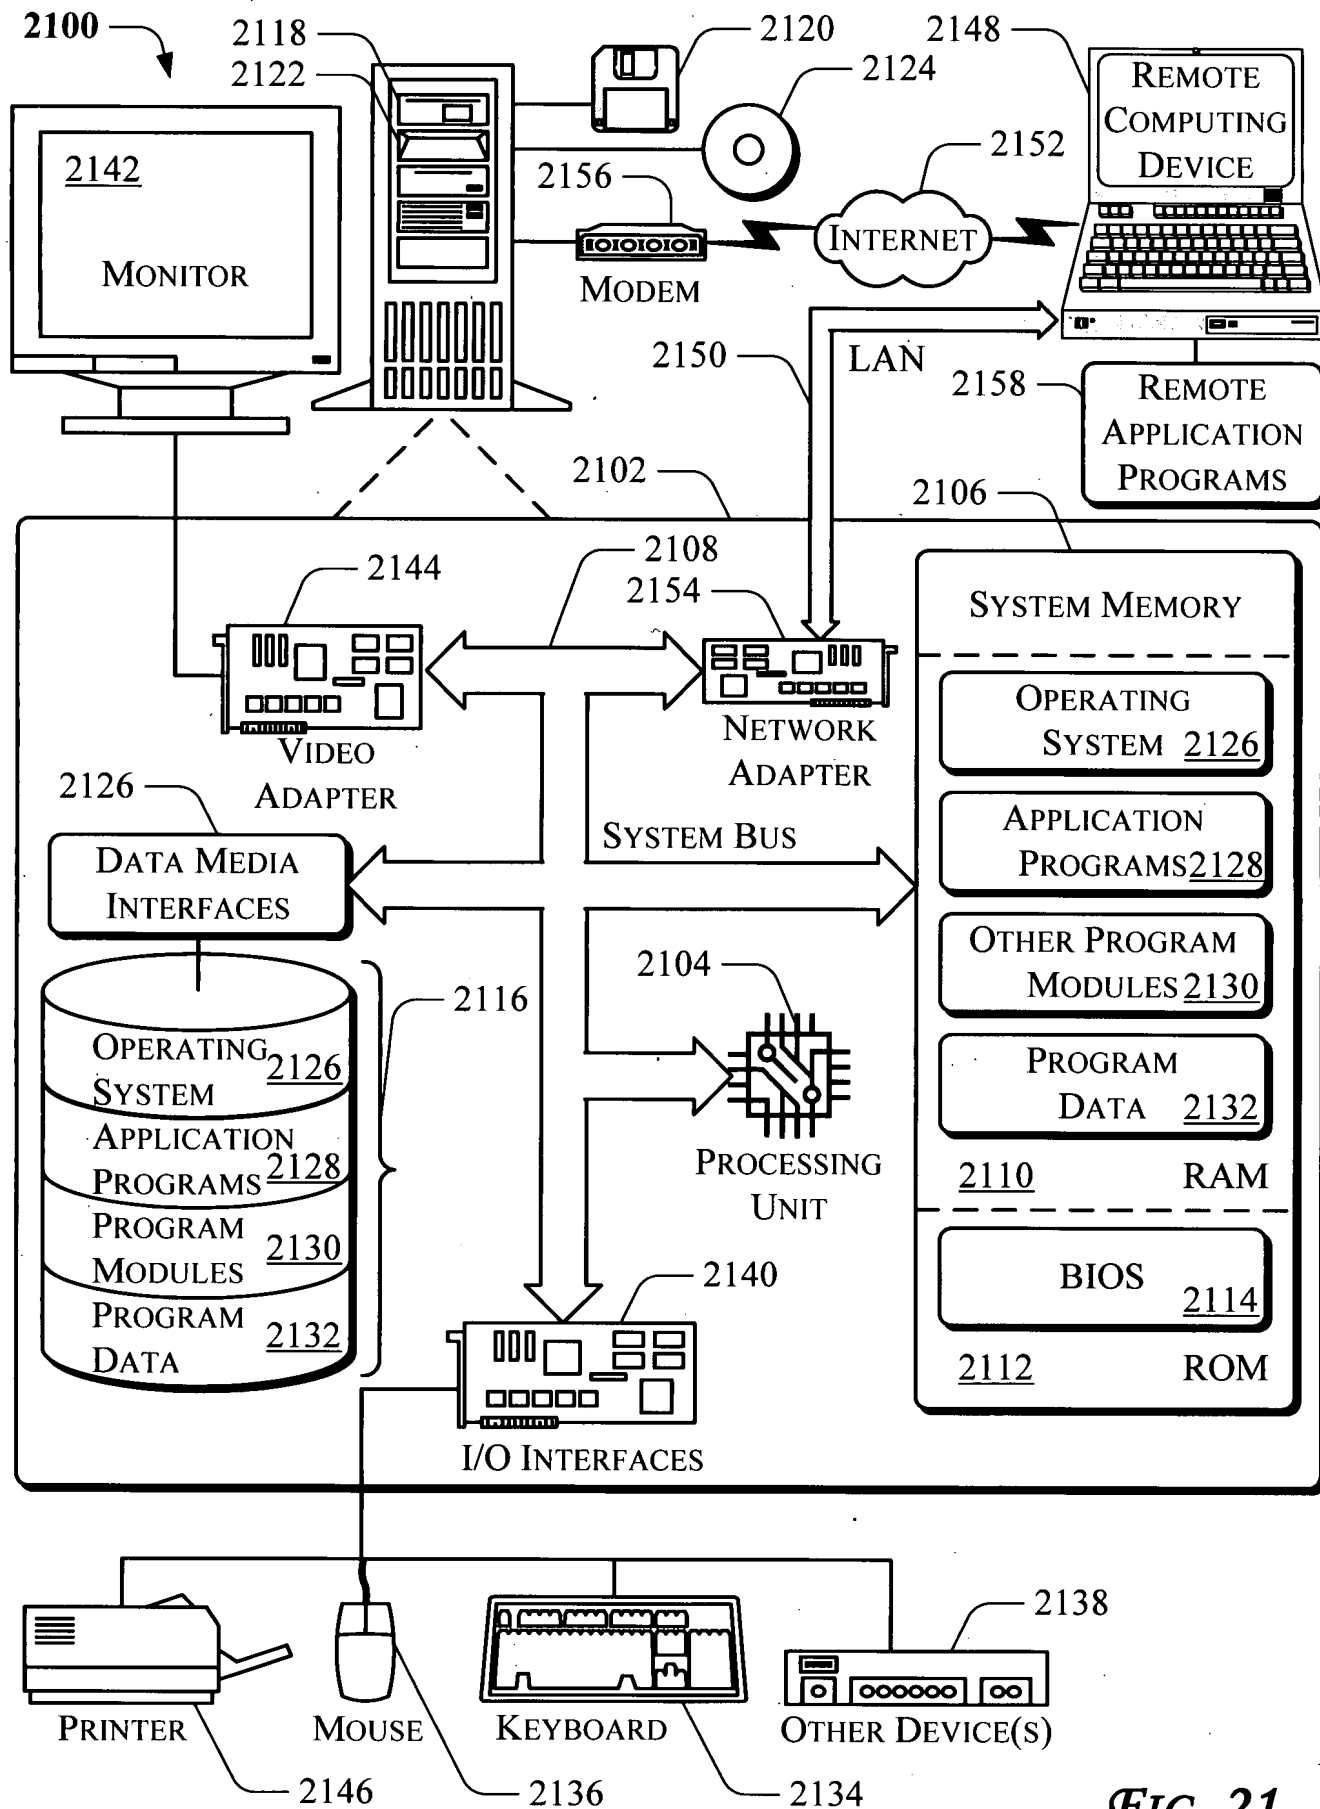 2100
2118
2122
2120
2124
2148
REMOTE
COMPUTING
DEVICE
2142
MONITOR
2156
MODEM
2152
INTERNET
2150
LAN
2158
REMOTE
APPLICATION
PROGRAMS
2102
2106
2108
2144
2154
VIDEO
ADAPTER
NETWORK
ADAPTER
SYSTEM MEMORY
OPERATING
SYSTEM 2126
APPLICATION
PROGRAMS 2128
OTHER PROGRAM
MODULES 2130
PROGRAM
DATA 2132
2110 RAM
BIOS
2114
2112 ROM
2126
DATA MEDIA
INTERFACES
SYSTEM BUS
2116
OPERATING
SYSTEM 2126
APPLICATION
PROGRAMS 2128
PROGRAM
MODULES 2130
PROGRAM
DATA 2132
2104
PROCESSING
UNIT
2140
I/O INTERFACES
2138
PRINTER
MOUSE
KEYBOARD
OTHER DEVICE(S)
2146
2136
2134
FIG. 21